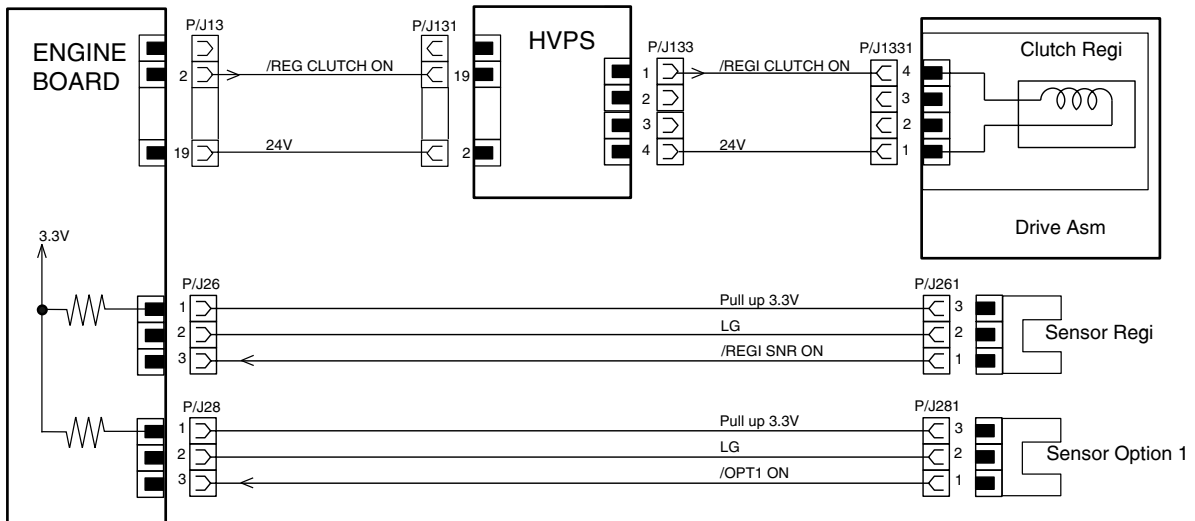 ENGINE
BOARD
P/J13
2
19
/REG CLUTCH ON
24V
P/J131
19
2
HVPS
P/J133
1
2
3
4
/REGI CLUTCH ON
24V
P/J1331
4
3
2
1
Clutch Regi
Drive Asm
3.3V
P/J26
1
2
3
Pull up 3.3V
LG
/REGI SNR ON
P/J261
3
2
1
Sensor Regi
P/J28
1
2
3
Pull up 3.3V
LG
/OPT1 ON
P/J281
3
2
1
Sensor Option 1